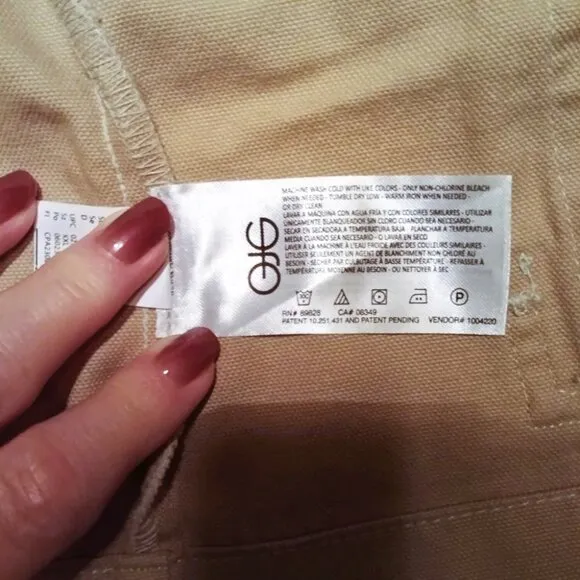 MACHINE WASH COLD WITH LIKE COLORS - ONLY NON-CHLORINE BLEACH
WHEN NEEDED - TUMBLE DRY LOW - WARM IRON WHEN NEEDED -
OR DRY CLEAN
LAVAR A MAQUINA CON AGUA FRÍA Y CON COLORES SIMILARES - UTILIZAR
ÚNICAMENTE BLANQUEADOR SIN CLORO CUANDO SEA NECESARIO -
SECAR EN SECADORA A TEMPERATURA BAJA PLANCHAR A TEMPERATURA
MEDIA CUANDO SEA NECESARIO - O LAVAR EN SECO
LAVER À LA MACHINE À L'EAU FROIDE AVEC DES COULEURS SIMILAIRES -
UTILISER SEULEMENT UN AGENT DE BLANCHIMENT NON CHLORÉ AU
BESOIN - SÉCHER PAR CULBUTAGE À BASSE TEMPÉRATURE - REPASSER À
TEMPÉRATURE MOYENNE AU BESOIN - OU NETTOYER À SEC
P
RN# 89828 CA# 08349
PATENT 10,251,431 AND PATENT PENDING VENDOR# 1004220
UPC
XXL